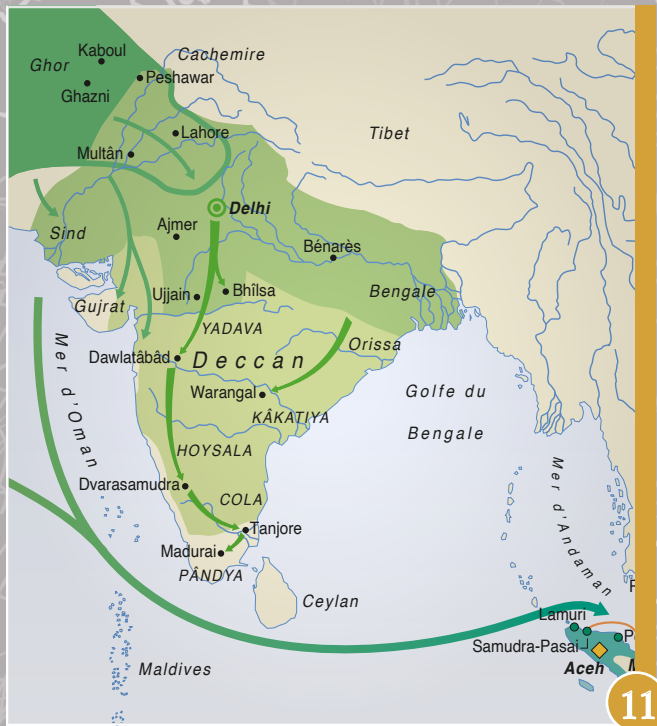 Kaboul
Cachemire
Ghor
Peshawar
Ghazni
Lahore
Tibet
Multân
Delhi
Ajmer
Sind
Bénarès
Ujjain
Bhîlsa
Bengale
Gujrat
YADAVA
Orissa
Dawlatâbâd
Deccan
Mer d'Oman
Warangal
Golfe du
Bengale
KÂKATIYA
HOYSALA
Dvarasamudra
COLA
Mer d'Andaman
Tanjore
Madurai
PÂNDYA
Ceylan
Lamuri
Samudra-Pasai
Maldives
Aceh
11